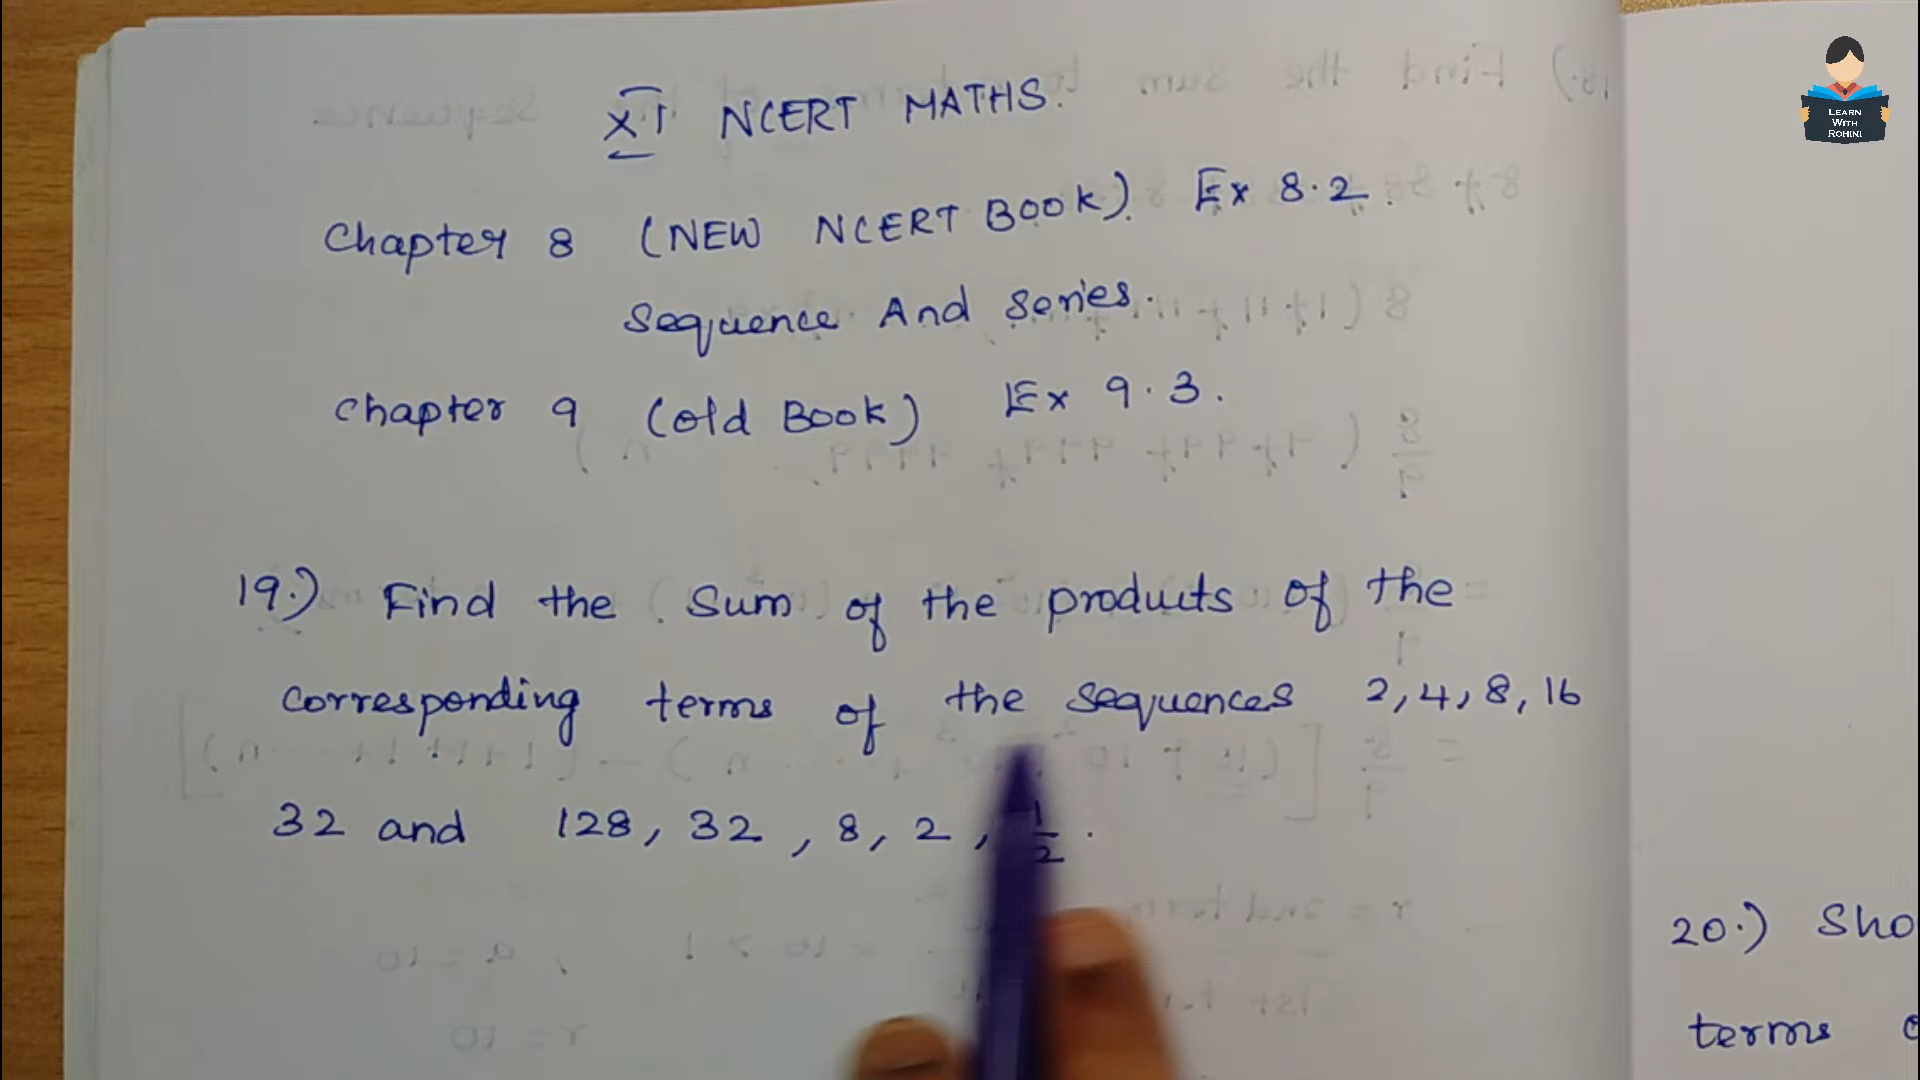 XI NCERT MATHS.
Chapter 8 (NEW NCERT BOOK). Ex 8.2.
Sequence And Series.
Chapter 9 (Old Book) Ex 9.3.
19.) Find the Sum of the products of the
corresponding terms of the sequences 2, 4, 8, 16
32 and 128, 32, 8, 2, 1/2.
20.) Sho
terms
LEARN
WITH
ROHINI